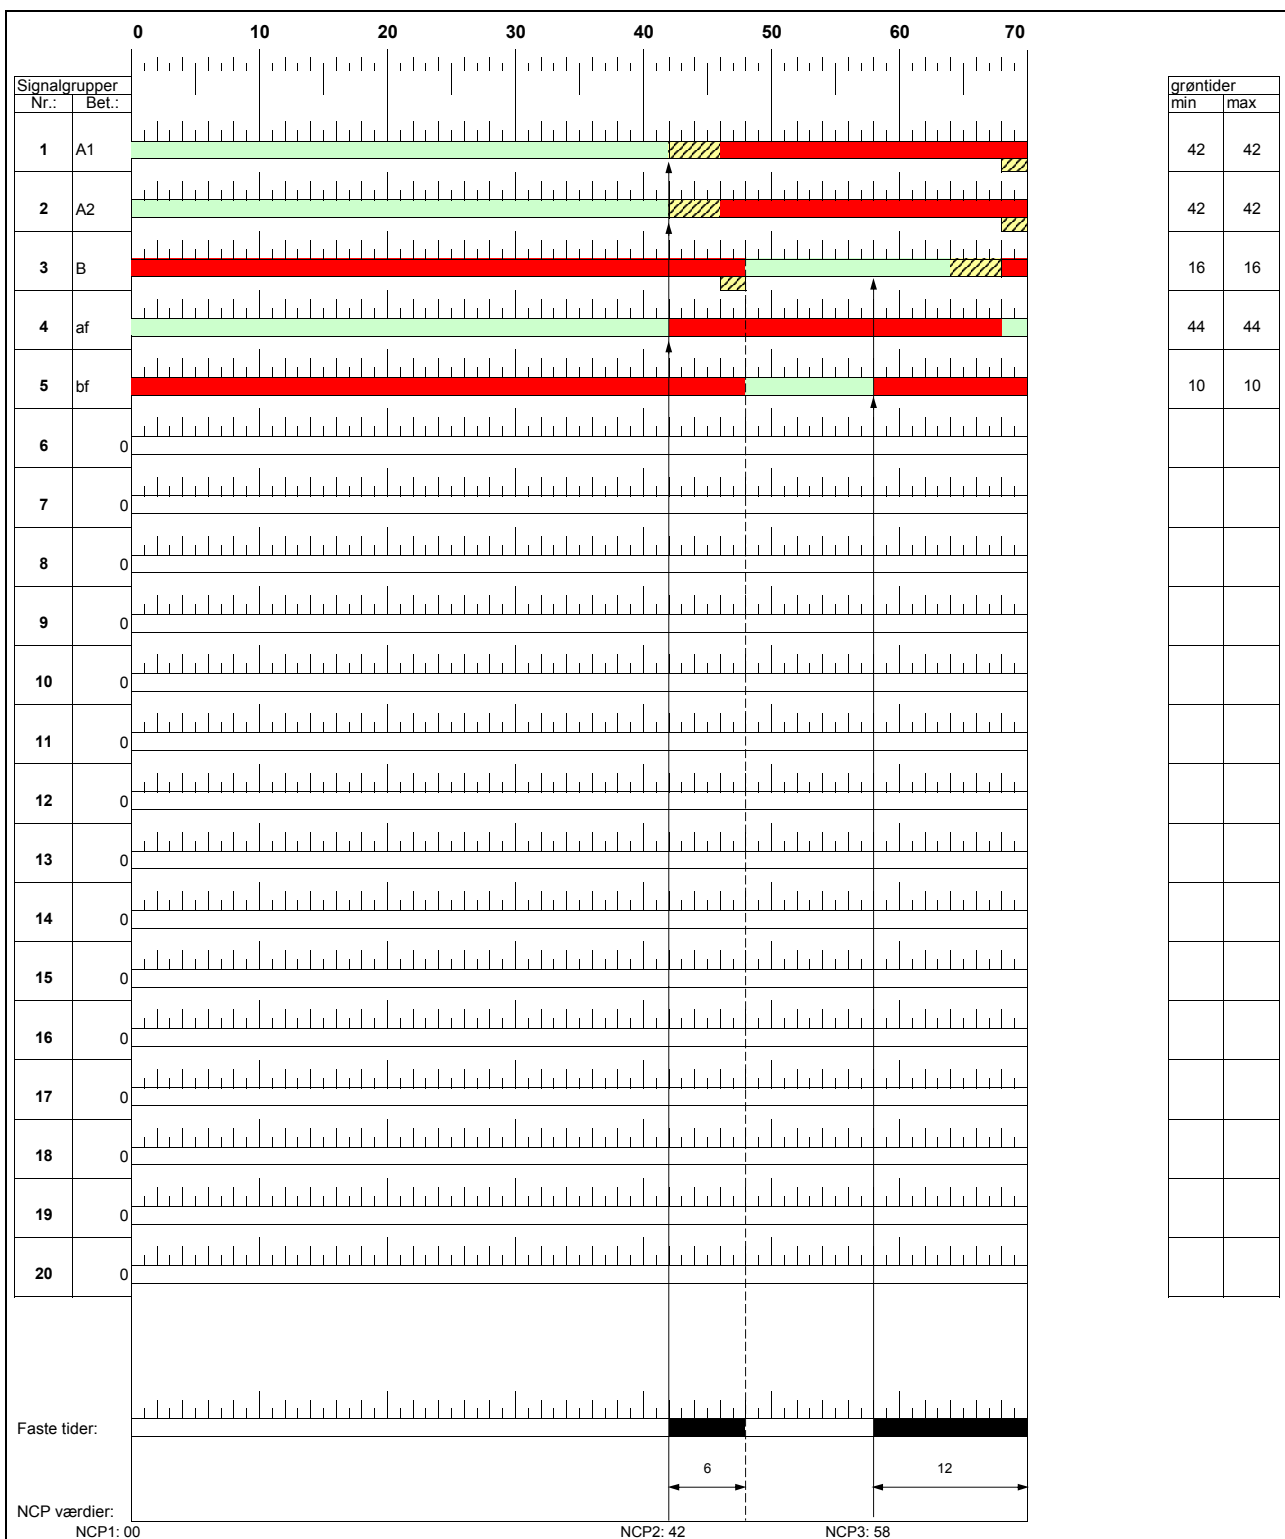 0 10 20 30 40 50 60 70
Signalgrupper grøntider
Nr.: Bet.: min max
1 A1 42 42
2 A2 42 42
3 B 16 16
4 af 44 44
5 bf 10 10
6 0
7 0
8 0
9 0
10 0
11 0
12 0
13 0
14 0
15 0
16 0
17 0
18 0
19 0
20 0
Faste tider:
6 12
NCP værdier:
NCP1: 00 NCP2: 42 NCP3: 58